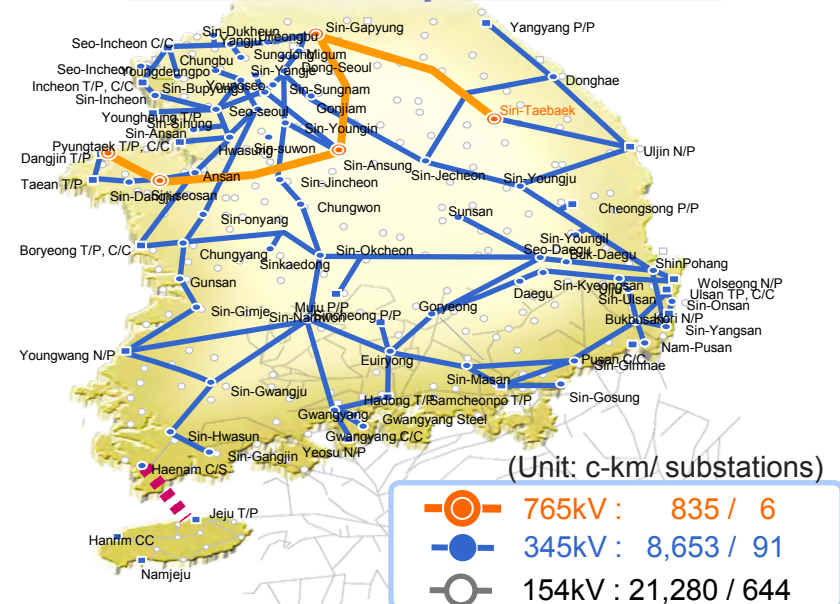 Sin-Dukheun
Sin-Gapyung
Yangyang P/P
Seo-Incheon C/C
Yangju
Sungdong
Migum
Chungbu
Dong-Seoul
Seo-Incheon
Youngdeungpo
Sin-Yangje
Donghae
Incheon T/P, C/C
Sin-Bupyung
Youngseo
Sin-Sungnam
Sin-Incheon
Gonjiam
Sin-Taebaek
Youngheung T/P
Seo-seoul
Sin-Sihung
Sin-Youngin
Sin-Ansan
Pyungtaek T/P, C/C
Hwasung
Sin-suwon
Uljin N/P
Dangjin T/P
Sin-Ansung
Sin-Jecheon
Ansan
Sin-Jincheon
Sin-Youngju
Taean T/P
Sin-Dangjin
Sin-seosan
Chungwon
Sunsan
Cheongsong P/P
Sin-onyang
Sin-Youngil
Boryeong T/P, C/C
Chungyang
Sin-Okcheon
Seo-Daegu
Buk-Daegu
Sinkaedong
ShinPohang
Gunsan
Daegu
Sin-Kyeongsan
Wolseong N/P
Ulsan TP, C/C
Muju P/P
Sin-Ulsan
Sin-Onsan
Sin-Gimje
Sin-Namwon
Goryeong
Bukbusan
Kori N/P
Sin-Yangsan
Youngwang N/P
Euiryong
Nam-Pusan
Pusan C/C
Sin-Gimhae
Sin-Masan
Sin-Gwangju
Hadong T/P
Samcheonpo T/P
Sin-Gosung
Gwangyang
Gwangyang Steel
Sin-Hwasun
Gwangyang C/C
Sin-Gangjin
Yeosu N/P
Haenam C/S
(Unit: c-km/ substations)
765kV : 835 / 6
Jeju T/P
Hanrim CC
345kV : 8,653 / 91
Namjeju
154kV : 21,280 / 644